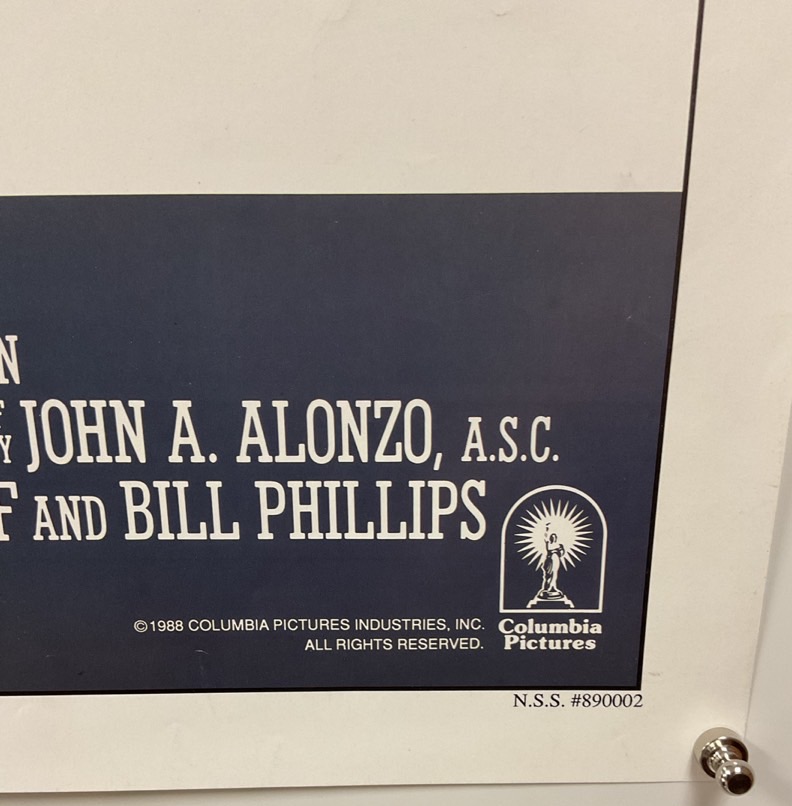 N
F
Y JOHN A. ALONZO, A.S.C.
F AND BILL PHILLIPS
©1988 COLUMBIA PICTURES INDUSTRIES, INC.
ALL RIGHTS RESERVED.
Columbia
Pictures
N.S.S. #890002